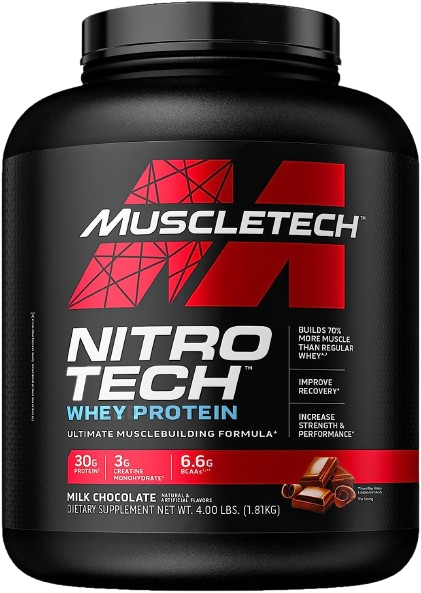 MUSCLETECH™
NITRO
TECH™
WHEY PROTEIN
ULTIMATE MUSCLEBUILDING FORMULA*
BUILDS 70%
MORE MUSCLE
THAN REGULAR
WHEY*
IMPROVE
RECOVERY*
INCREASE
STRENGTH &
PERFORMANCE*
30G
PROTEIN
3G
CREATINE
MONOHYDRATE
6.6G
BCAAs
MILK CHOCOLATE NATURAL &
ARTIFICIAL FLAVORS
DIETARY SUPPLEMENT NET WT. 4.00 LBS. (1.81KG)